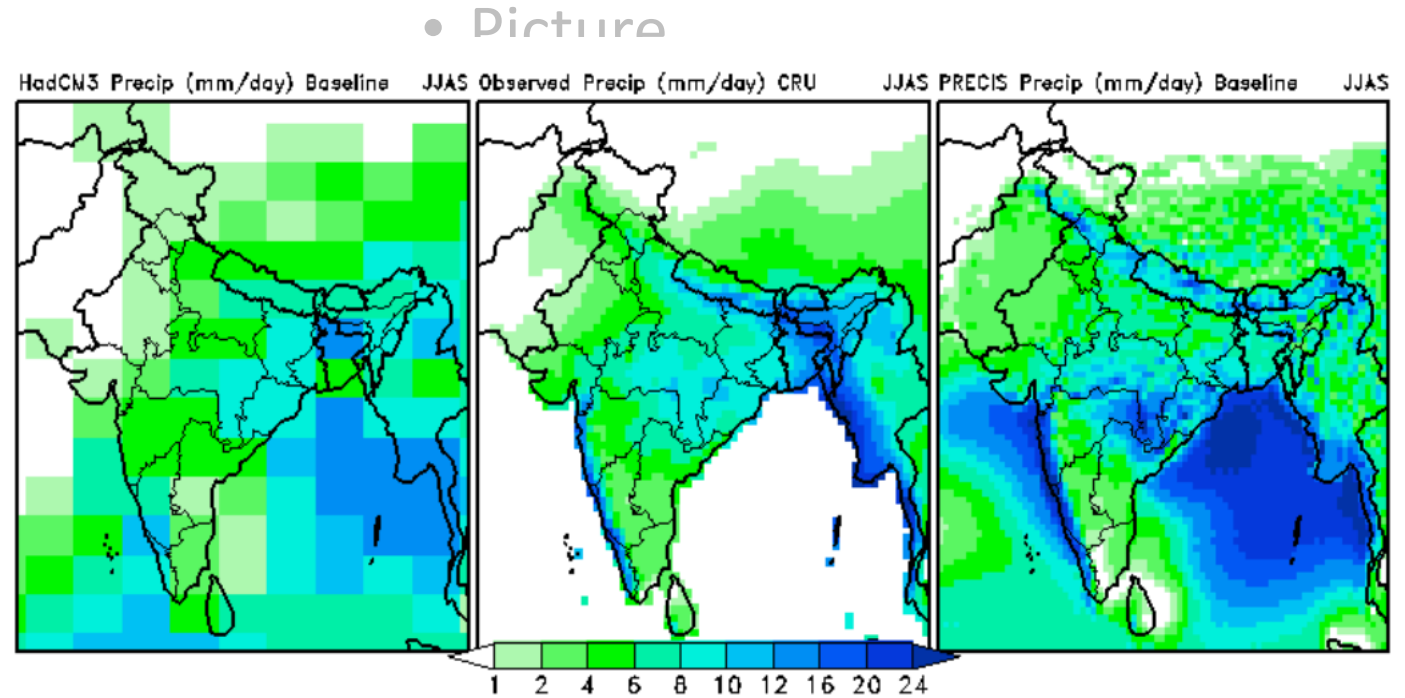 • Picture
HadCM3 Precip (mm/day) Baseline JJAS
Observed Precip (mm/day) CRU JJAS
PRECIS Precip (mm/day) Baseline JJAS
1 2 4 6 8 10 12 16 20 24